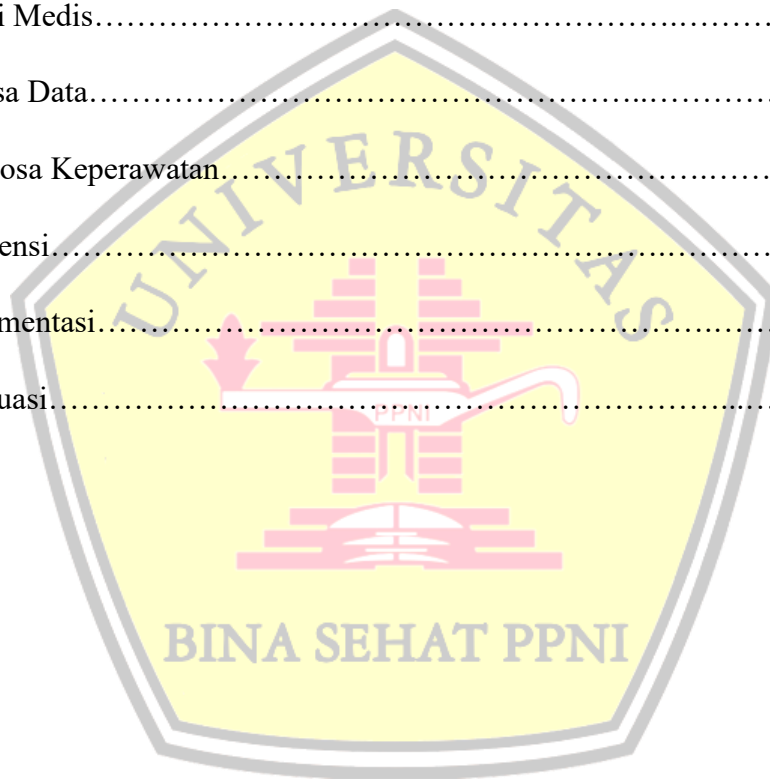 i Medis……………………………………………….………
sa Data……………………………………………..…………
osa Keperawatan………………………………………….……
ensi…………………………………………………….………
mentasi…………………………………………………….……
uasi…………………………………………………………...…
UNIVERSITAS
PPNI
BINA SEHAT PPNI